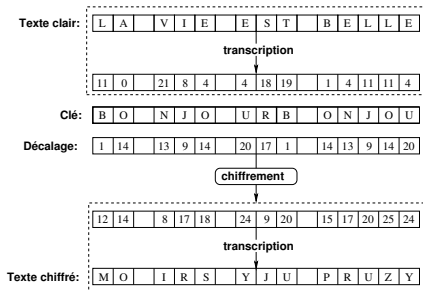 Texte clair: L A V I E E S T B E L L E
transcription
11 0 21 8 4 4 18 19 1 4 11 11 4
Clé: B O N J O U R B O N J O U
Décalage: 1 14 13 9 14 20 17 1 14 13 9 14 20
chiffrement
12 14 8 17 18 24 9 20 15 17 20 25 24
transcription
Texte chiffré: M O I R S Y J U P R U Z Y